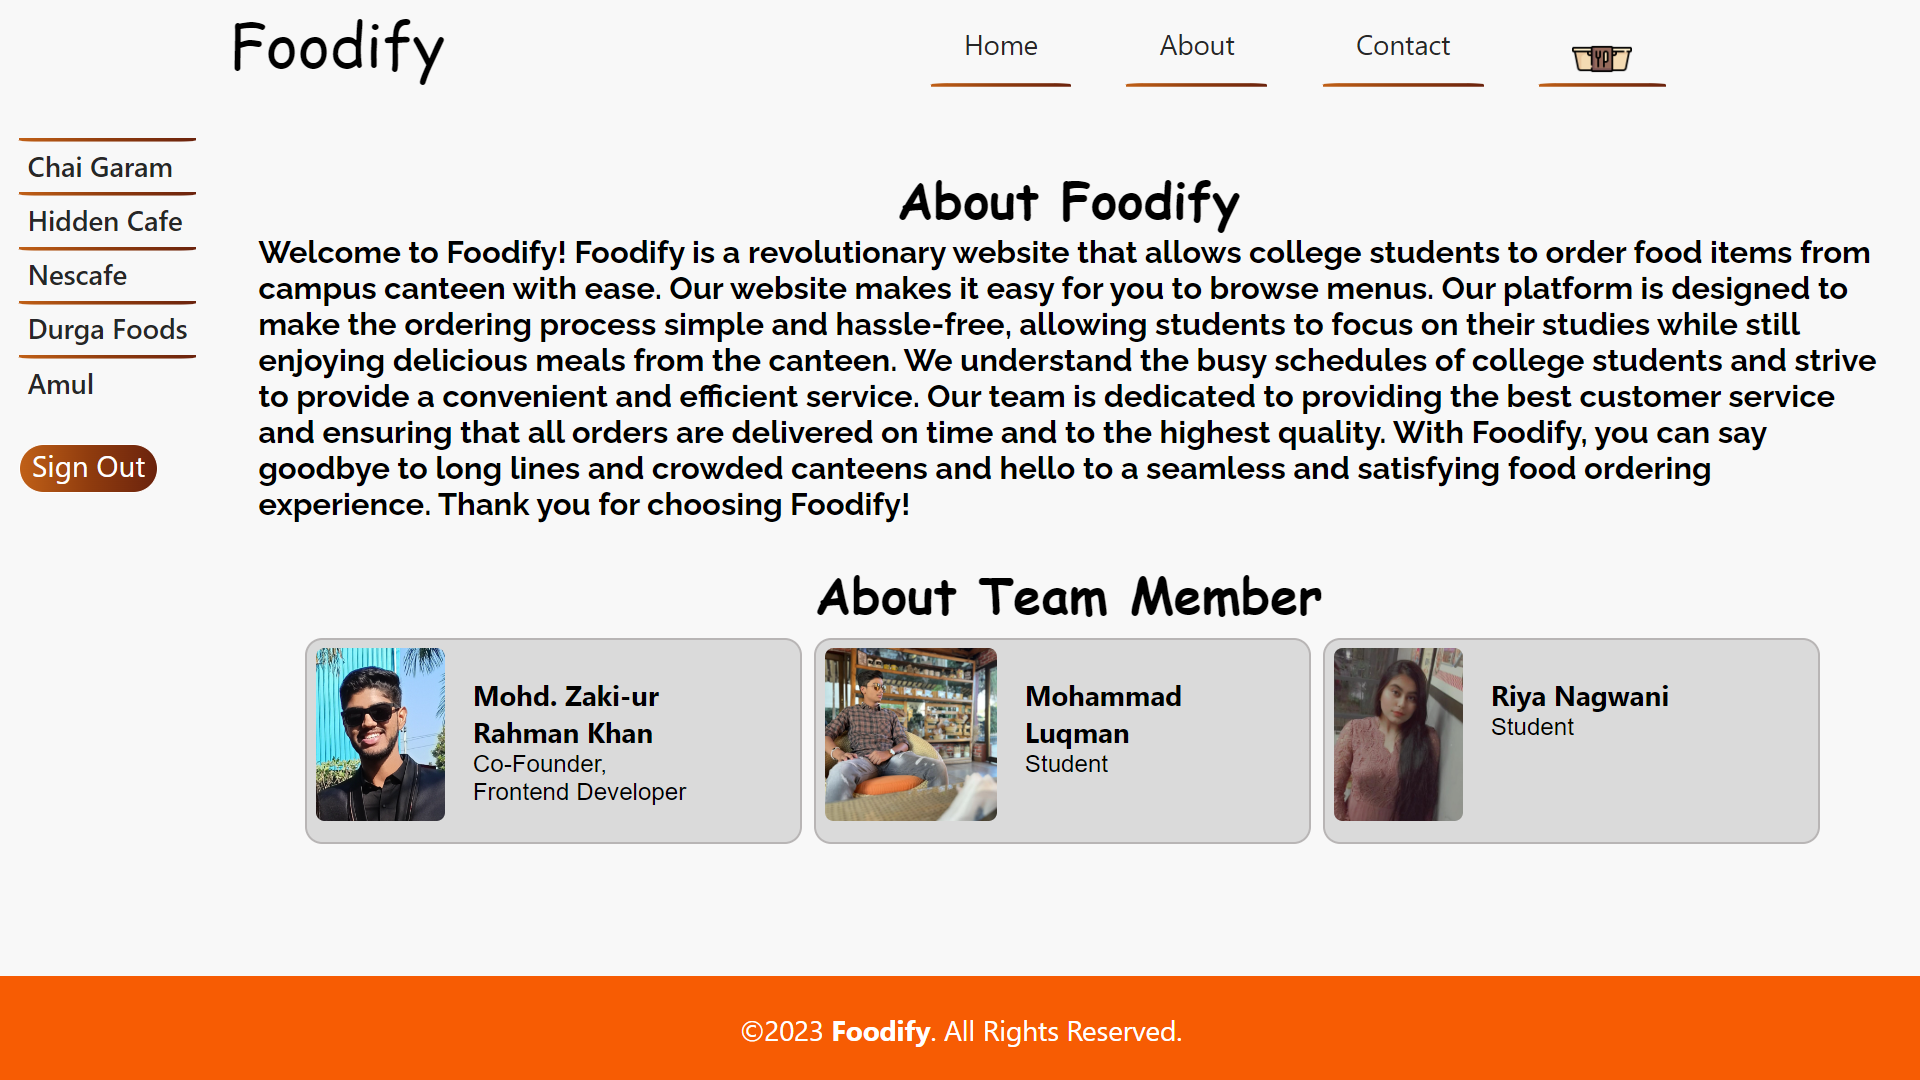 Foodify
Home
About
Contact
Chai Garam
Hidden Cafe
Nescafe
Durga Foods
Amul
Sign Out
About Foodify
Welcome to Foodify! Foodify is a revolutionary website that allows college students to order food items from
campus canteen with ease. Our website makes it easy for you to browse menus. Our platform is designed to
make the ordering process simple and hassle-free, allowing students to focus on their studies while still
enjoying delicious meals from the canteen. We understand the busy schedules of college students and strive
to provide a convenient and efficient service. Our team is dedicated to providing the best customer service
and ensuring that all orders are delivered on time and to the highest quality. With Foodify, you can say
goodbye to long lines and crowded canteens and hello to a seamless and satisfying food ordering
experience. Thank you for choosing Foodify!
About Team Member
Mohd. Zaki-ur
Rahman Khan
Co-Founder,
Frontend Developer
Mohammad
Luqman
Student
Riya Nagwani
Student
©2023 Foodify. All Rights Reserved.